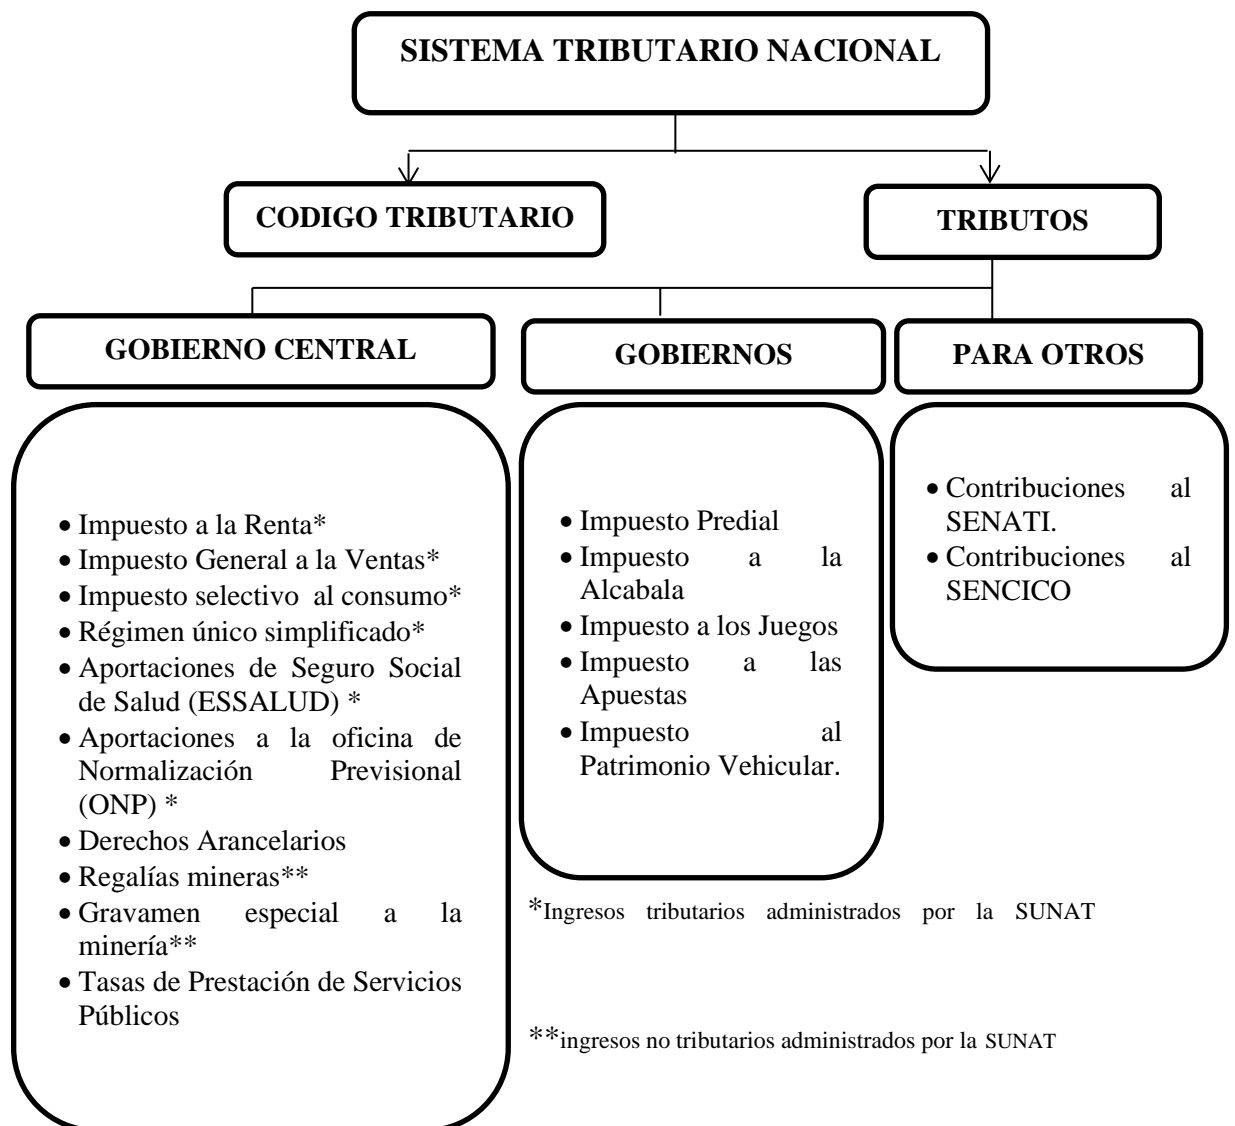 SISTEMA TRIBUTARIO NACIONAL
CODIGO TRIBUTARIO
TRIBUTOS
GOBIERNO CENTRAL
GOBIERNOS
PARA OTROS
• Impuesto a la Renta*
• Impuesto General a la Ventas*
• Impuesto selectivo al consumo*
• Régimen único simplificado*
• Aportaciones de Seguro Social
de Salud (ESSALUD) *
• Aportaciones a la oficina de
Normalización Previsional
(ONP) *
• Derechos Arancelarios
• Regalías mineras**
• Gravamen especial a la
minería**
• Tasas de Prestación de Servicios
Públicos
• Impuesto Predial
• Impuesto a la
Alcabala
• Impuesto a los Juegos
• Impuesto a las
Apuestas
• Impuesto al
Patrimonio Vehicular.
• Contribuciones al
SENATI.
• Contribuciones al
SENCICO
*Ingresos tributarios administrados por la SUNAT
**ingresos no tributarios administrados por la SUNAT